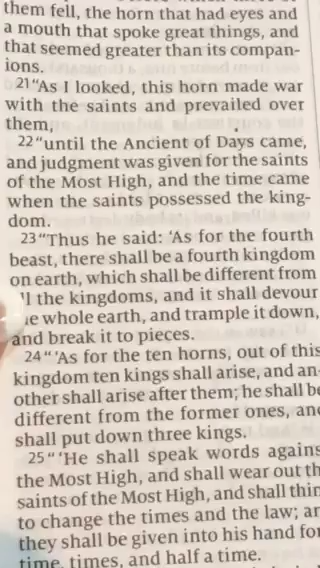 them fell, the horn that had eyes and
a mouth that spoke great things, and
that seemed greater than its compan-
ions.
21 "As I looked, this horn made war
with the saints and prevailed over
them,
22 "until the Ancient of Days came,
and judgment was given for the saints
of the Most High, and the time came
when the saints possessed the king-
dom.
23 "Thus he said: 'As for the fourth
beast, there shall be a fourth kingdom
on earth, which shall be different from
the kingdoms, and it shall devour
whole earth, and trample it down,
and break it to pieces.
24 "'As for the ten horns, out of this
kingdom ten kings shall arise, and an-
other shall arise after them; he shall be
different from the former ones, and
shall put down three kings.
25 "'He shall speak words agains
the Most High, and shall wear out th
saints of the Most High, and shall thin
to change the times and the law; an
they shall be given into his hand for
time, times, and half a time.